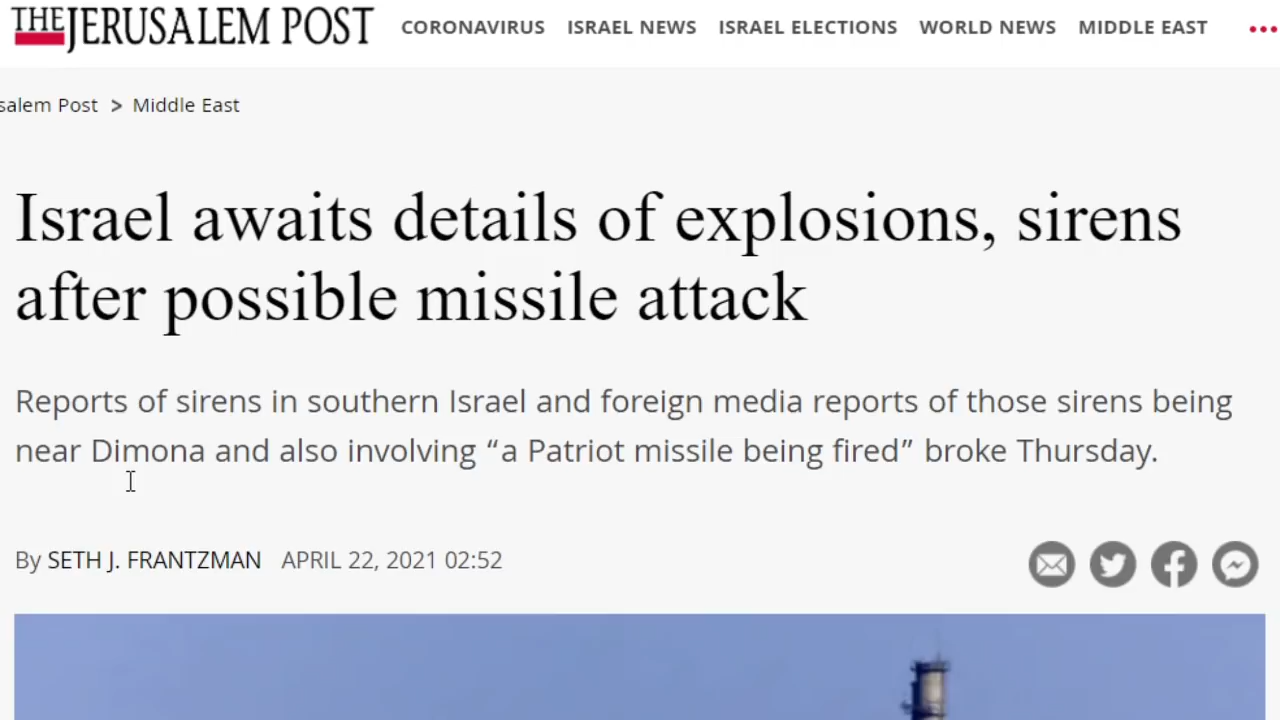 THE JERUSALEM POST
CORONAVIRUS ISRAEL NEWS ISRAEL ELECTIONS WORLD NEWS MIDDLE EAST
salem Post > Middle East
Israel awaits details of explosions, sirens
after possible missile attack
Reports of sirens in southern Israel and foreign media reports of those sirens being
near Dimona and also involving “a Patriot missile being fired” broke Thursday.
By SETH J. FRANTZMAN APRIL 22, 2021 02:52